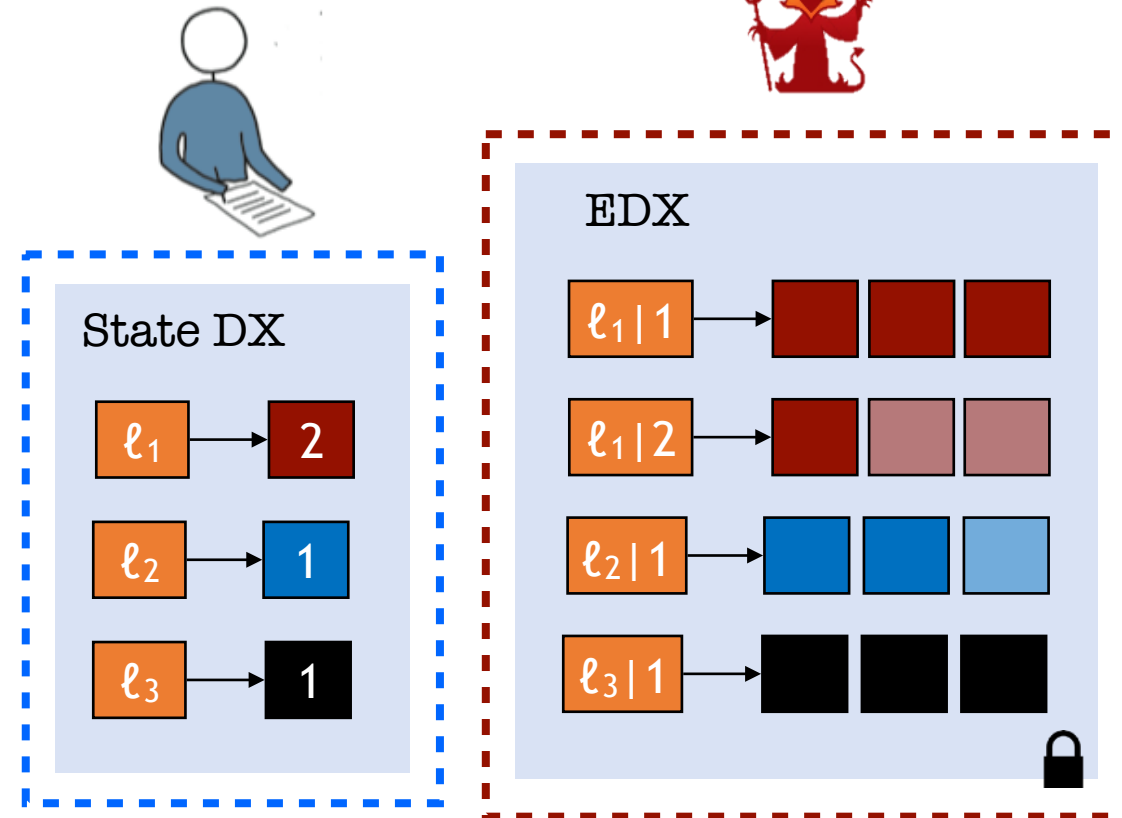 State DX
ℓ₁ 2
ℓ₂ 1
ℓ₃ 1
EDX
ℓ₁|1
ℓ₁|2
ℓ₂|1
ℓ₃|1